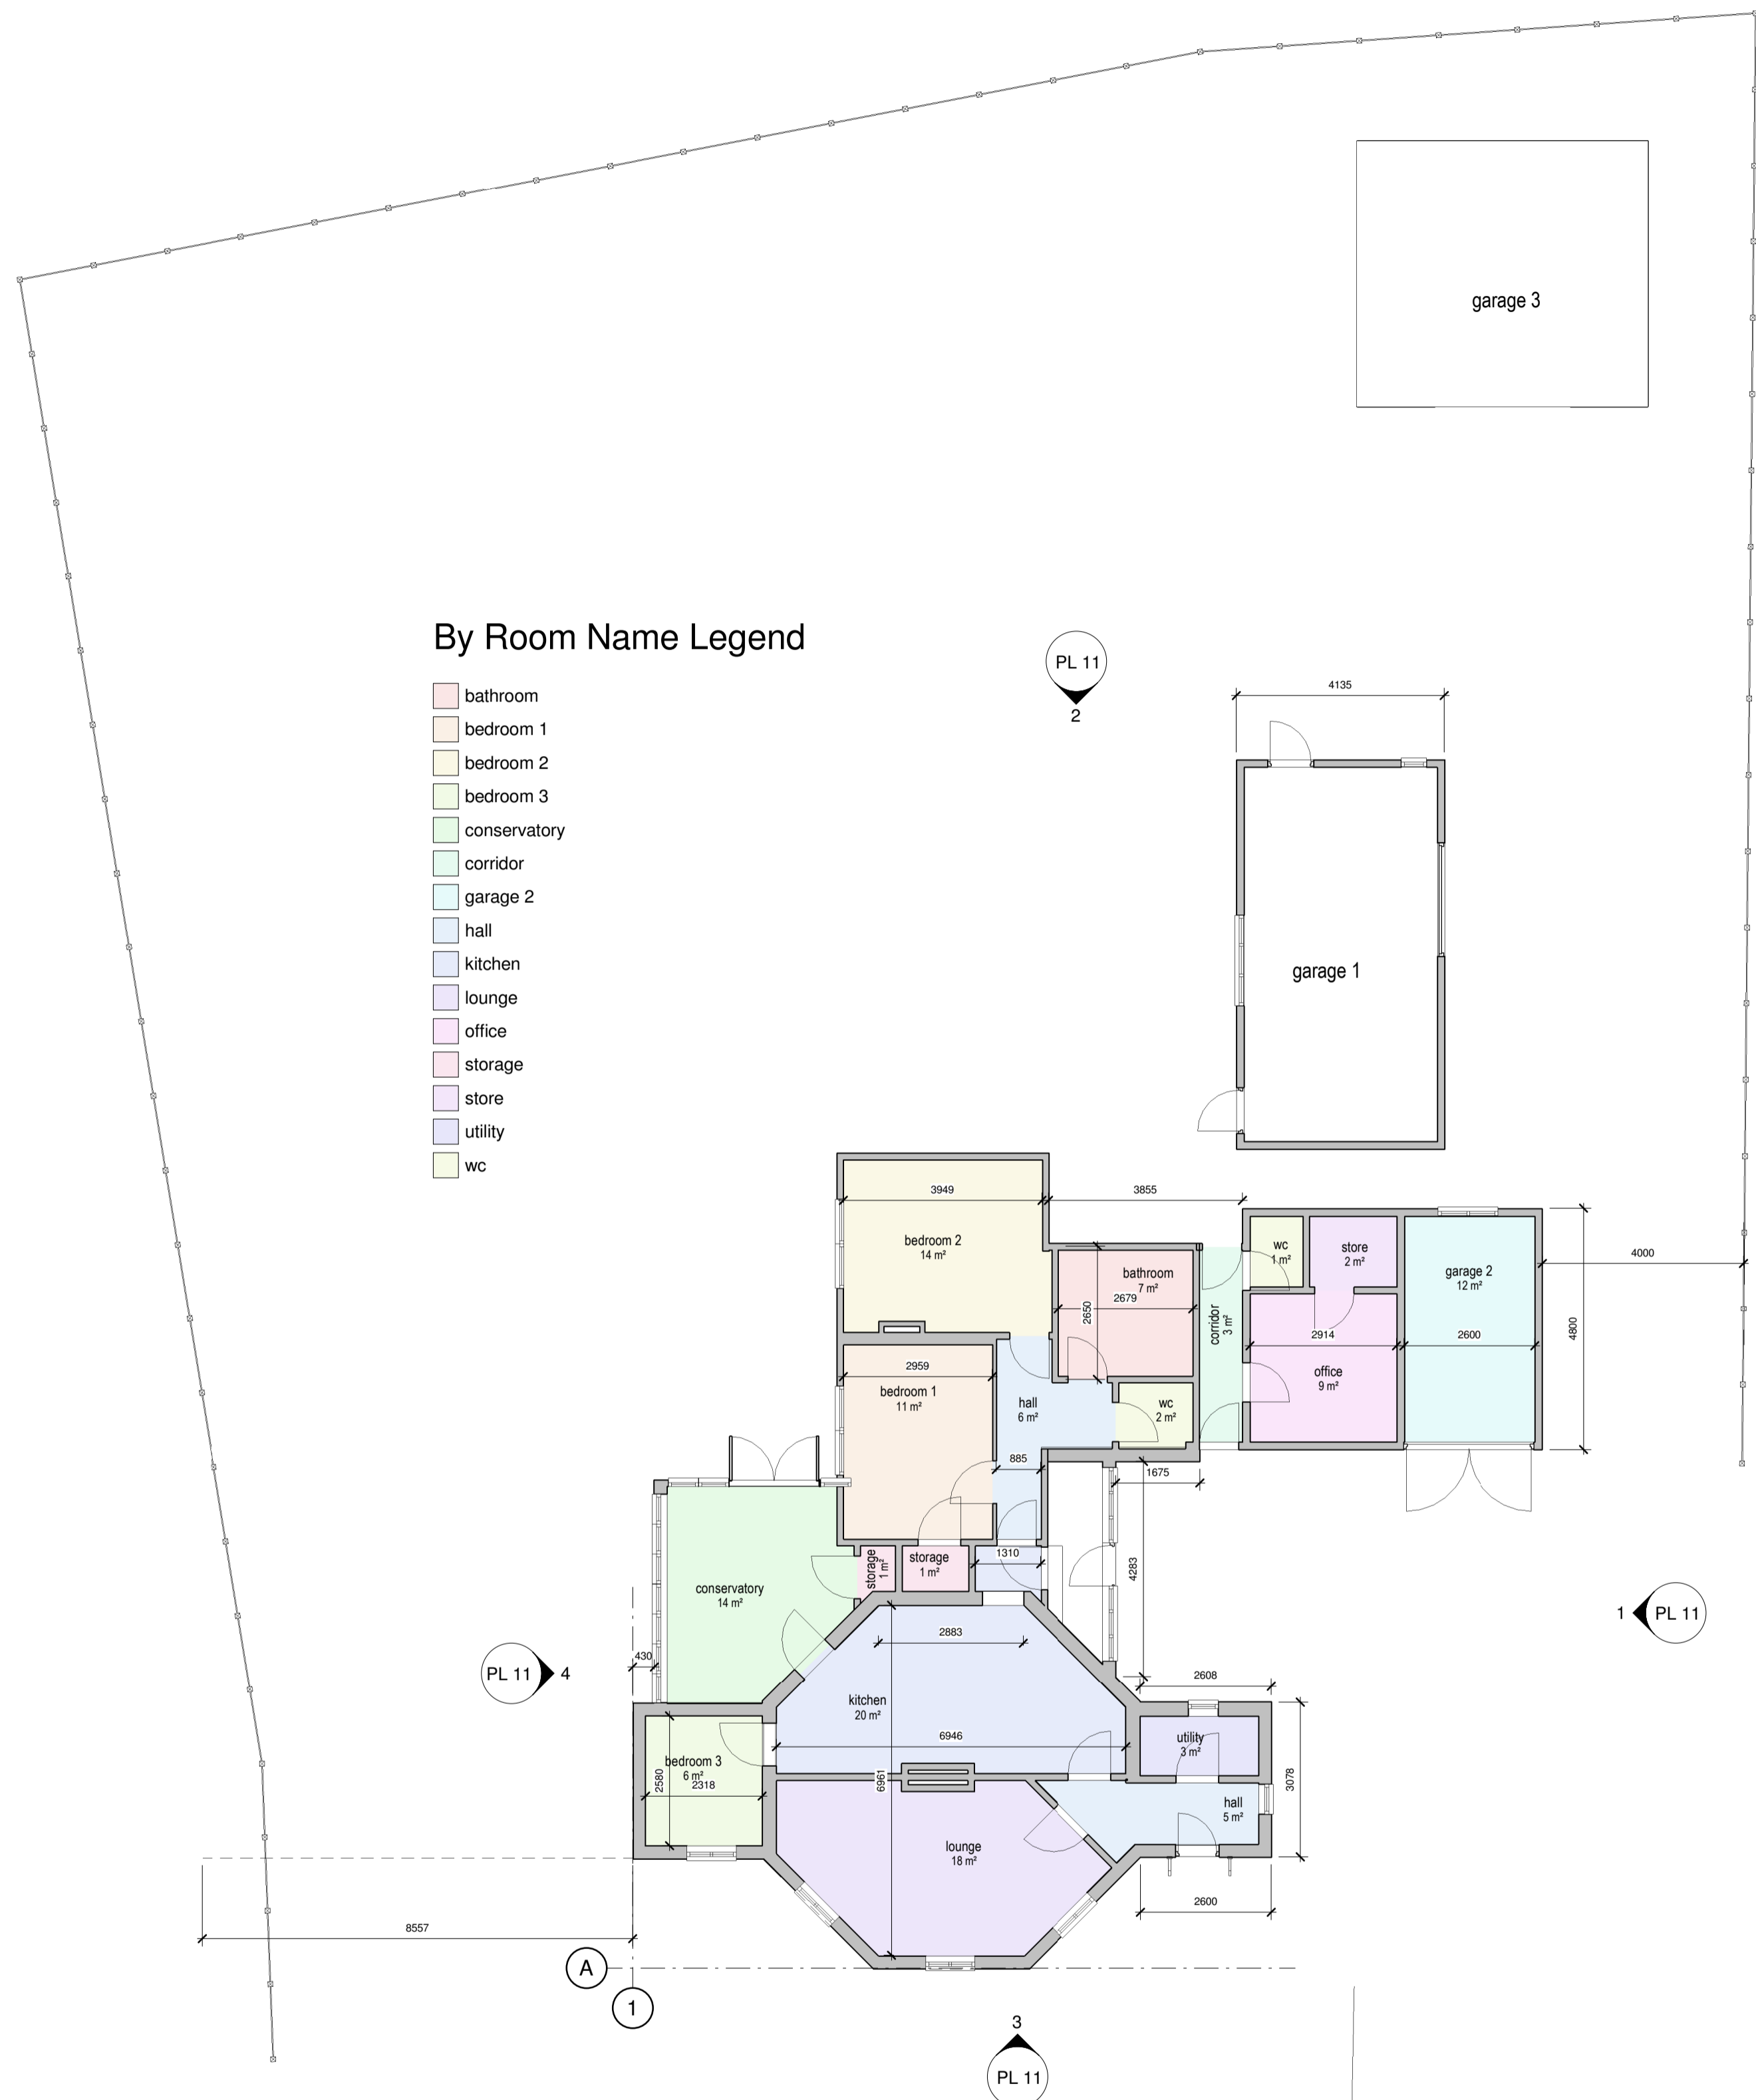 garage 3
By Room Name Legend
bathroom
bedroom 1
bedroom 2
bedroom 3
conservatory
corridor
garage 2
hall
kitchen
lounge
office
storage
store
utility
wc
PL 11
2
4135
garage 1
3949
3855
bedroom 2
14 m²
bathroom
7 m²
2679
2650
corridor
3 m²
wc
1 m²
store
2 m²
garage 2
12 m²
4000
4800
2914
2600
office
9 m²
2959
bedroom 1
11 m²
hall
6 m²
wc
2 m²
885
1675
storage
1 m²
storage
1 m²
1310
4283
conservatory
14 m²
1
PL 11
2883
430
PL 11
4
2608
kitchen
20 m²
6946
utility
3 m²
bedroom 3
6 m²
2318
2580
6961
3078
hall
5 m²
lounge
18 m²
2600
8557
A
1
3
PL 11